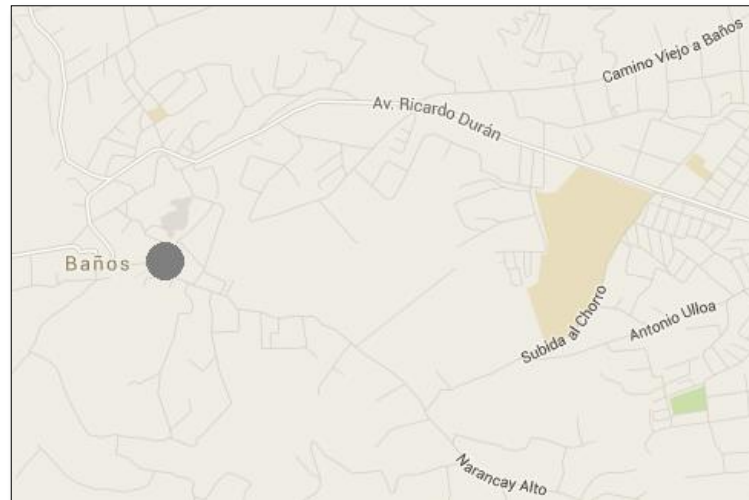 Camino Viejo a Baños
Av. Ricardo Durán
Baños
Subida al Chorro
Antonio Ulloa
Narancay Alto